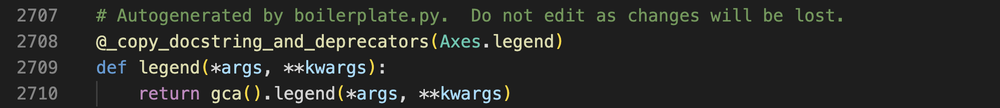 2707 # Autogenerated by boilerplate.py.  Do not edit as changes will be lost.
2708 @_copy_docstring_and_deprecators(Axes.legend)
2709 def legend(*args, **kwargs):
2710     return gca().legend(*args, **kwargs)